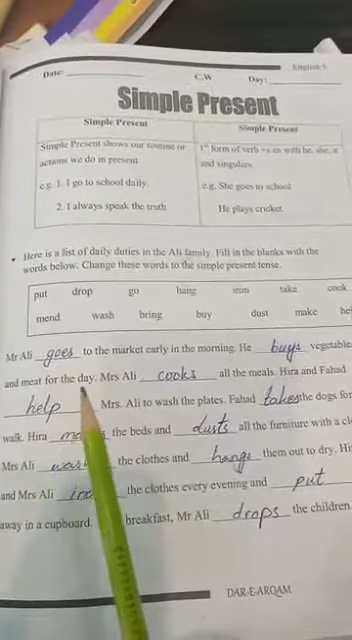 English 5
Date: ________ C.W Day: ________
Simple Present
Simple Present Simple Present
Simple Present shows our routine or actions we do in present.
e.g. 1. I go to school daily.
2. I always speak the truth.
1st form of verb +s es with he, she, it and singulars.
e.g. She goes to school.
He plays cricket.
• Here is a list of daily duties in the Ali family. Fill in the blanks with the
words below. Change these words to the simple present tense.
put drop go hang iron take cook
mend wash bring buy dust make
Mr Ali goes to the market early in the morning. He buys vegetable
and meat for the day. Mrs Ali cooks all the meals. Hira and Fahad
help Mrs. Ali to wash the plates. Fahad takes the dogs for
walk. Hira the beds and dusts all the furniture with a
Mrs Ali the clothes and hangs them out to dry.
and Mrs Ali the clothes every evening and put
away in a cupboard. breakfast, Mr Ali drops the children
DAR-E-ARQAM